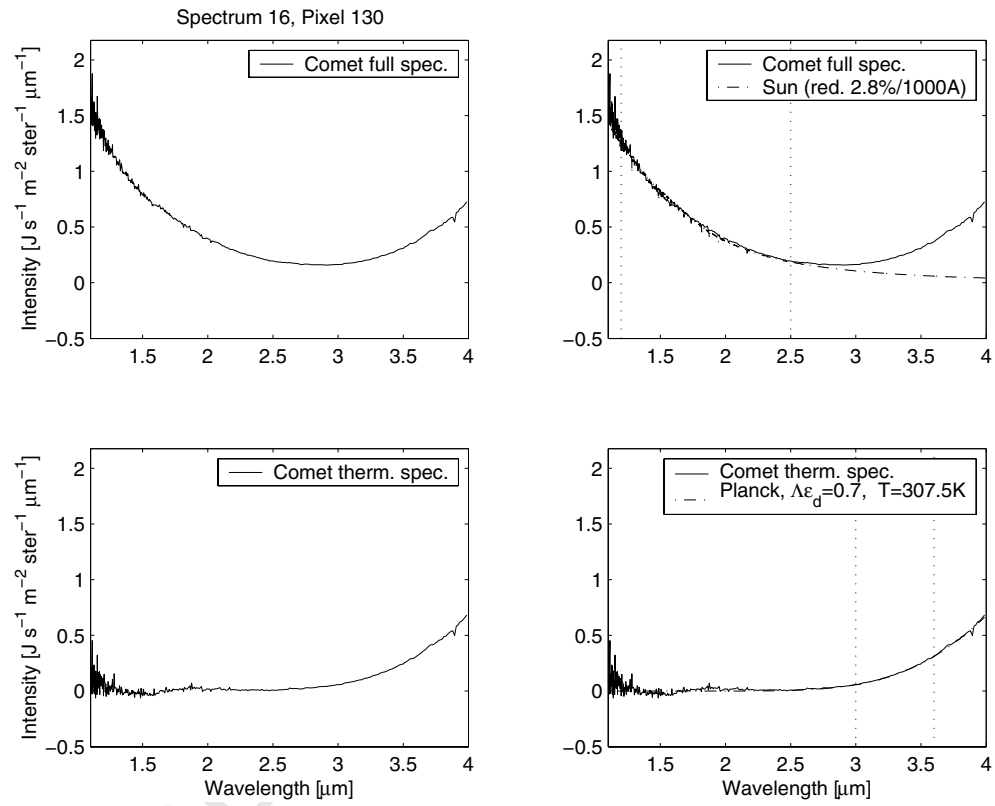 Spectrum 16, Pixel 130
2
1.5
1
0.5
0
−0.5
Intensity [J s⁻¹ m⁻² ster⁻¹ μm⁻¹]
Comet full spec.
1.5 2 2.5 3 3.5 4
2
1.5
1
0.5
0
−0.5
Comet full spec.
Sun (red. 2.8%/1000A)
1.5 2 2.5 3 3.5 4
2
1.5
1
0.5
0
−0.5
Intensity [J s⁻¹ m⁻² ster⁻¹ μm⁻¹]
Comet therm. spec.
1.5 2 2.5 3 3.5 4
Wavelength [μm]
2
1.5
1
0.5
0
−0.5
Comet therm. spec.
Planck, Λε_d=0.7, T=307.5K
1.5 2 2.5 3 3.5 4
Wavelength [μm]